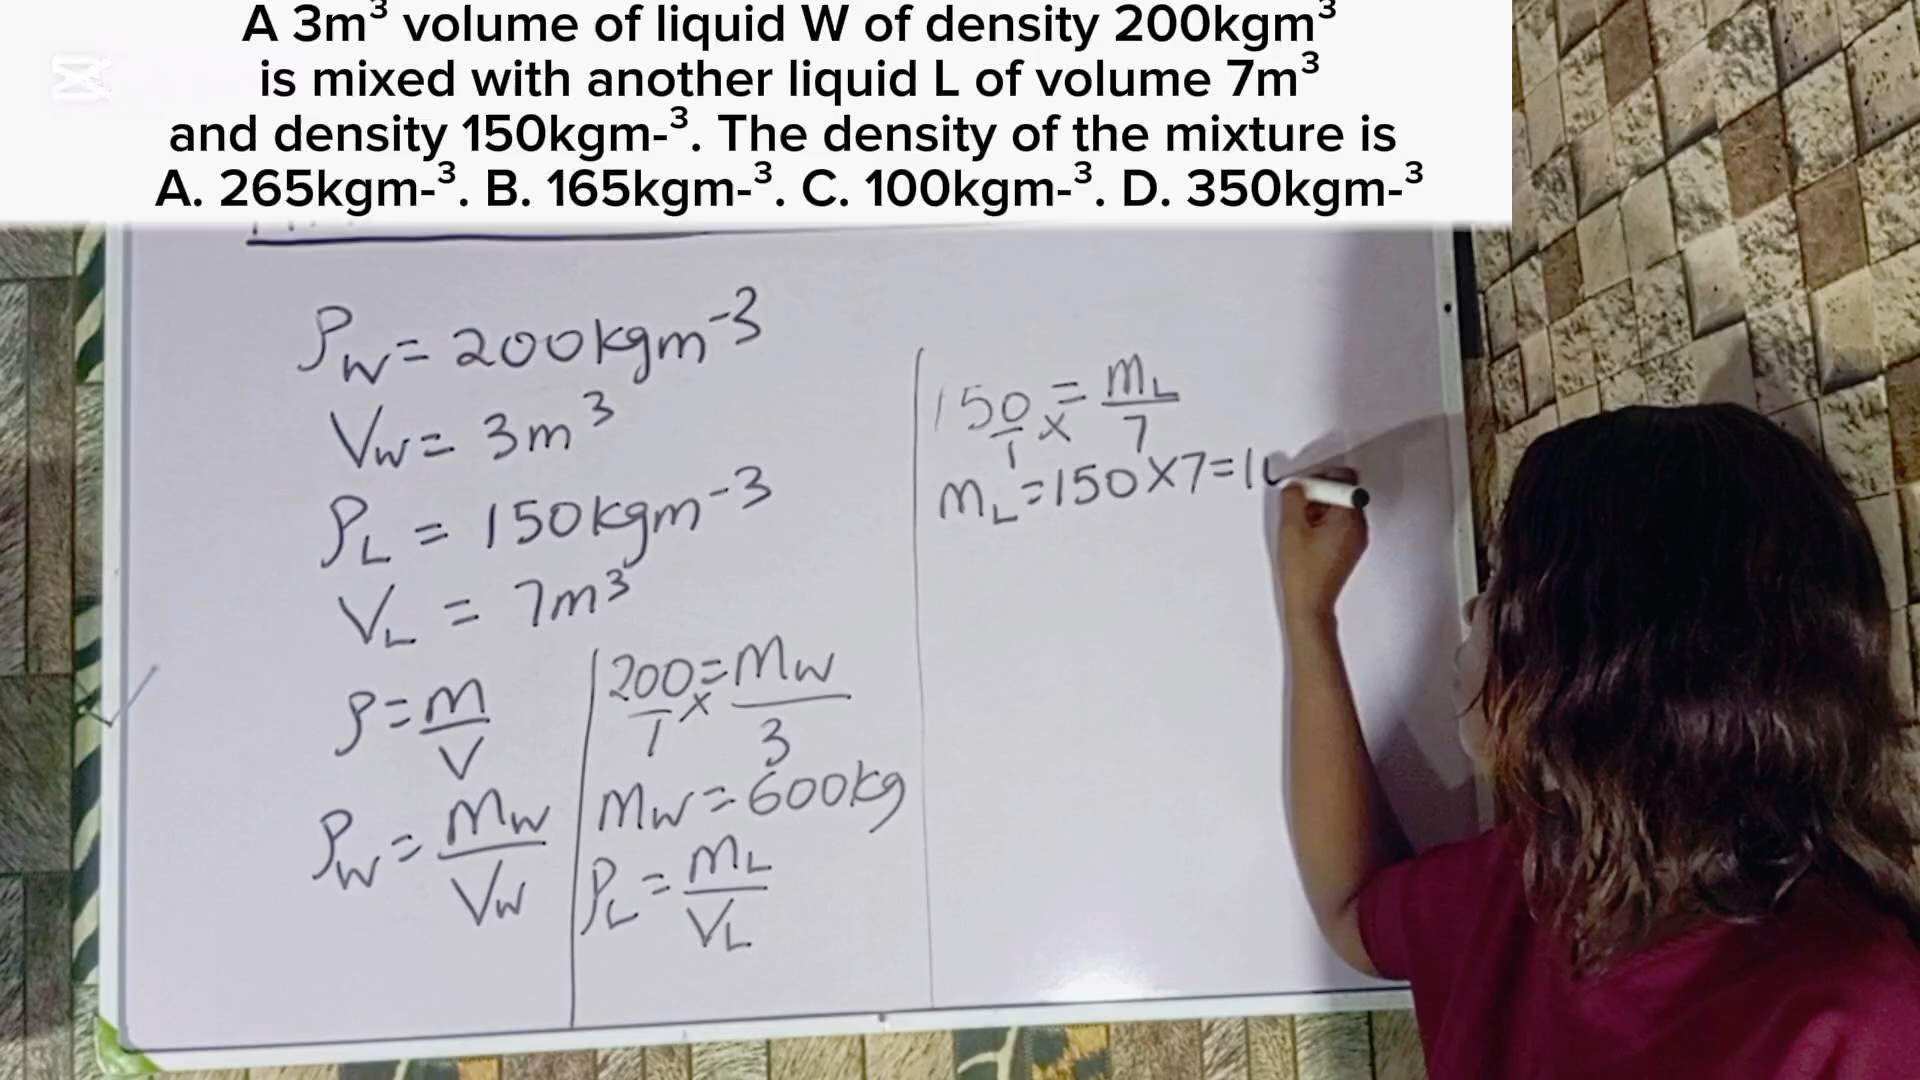 A 3m³ volume of liquid W of density 200kgm³
is mixed with another liquid L of volume 7m³
and density 150kgm-³. The density of the mixture is
A. 265kgm-³. B. 165kgm-³. C. 100kgm-³. D. 350kgm-³
ρw = 200kgm⁻³
Vw = 3m³
ρL = 150kgm⁻³
VL = 7m³
ρ = m/V
ρw = Mw/Vw
200/1 × = Mw/3
Mw = 600kg
ρL = mL/VL
150/1 × = mL/7
mL = 150 × 7 = 1